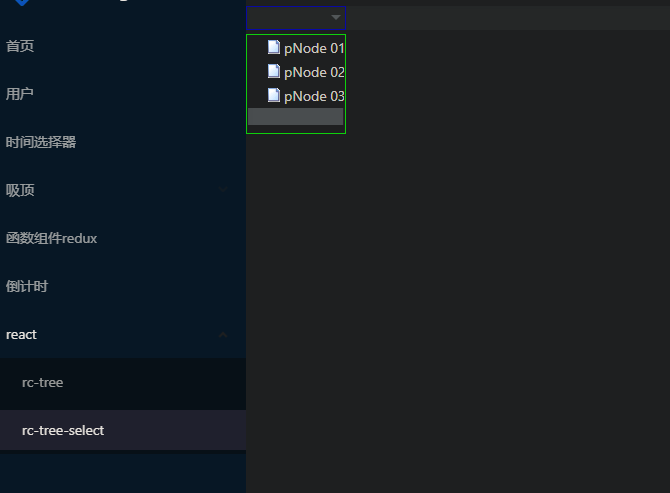 首页
用户
时间选择器
吸顶
函数组件redux
倒计时
react
rc-tree
rc-tree-select
pNode 01
pNode 02
pNode 03